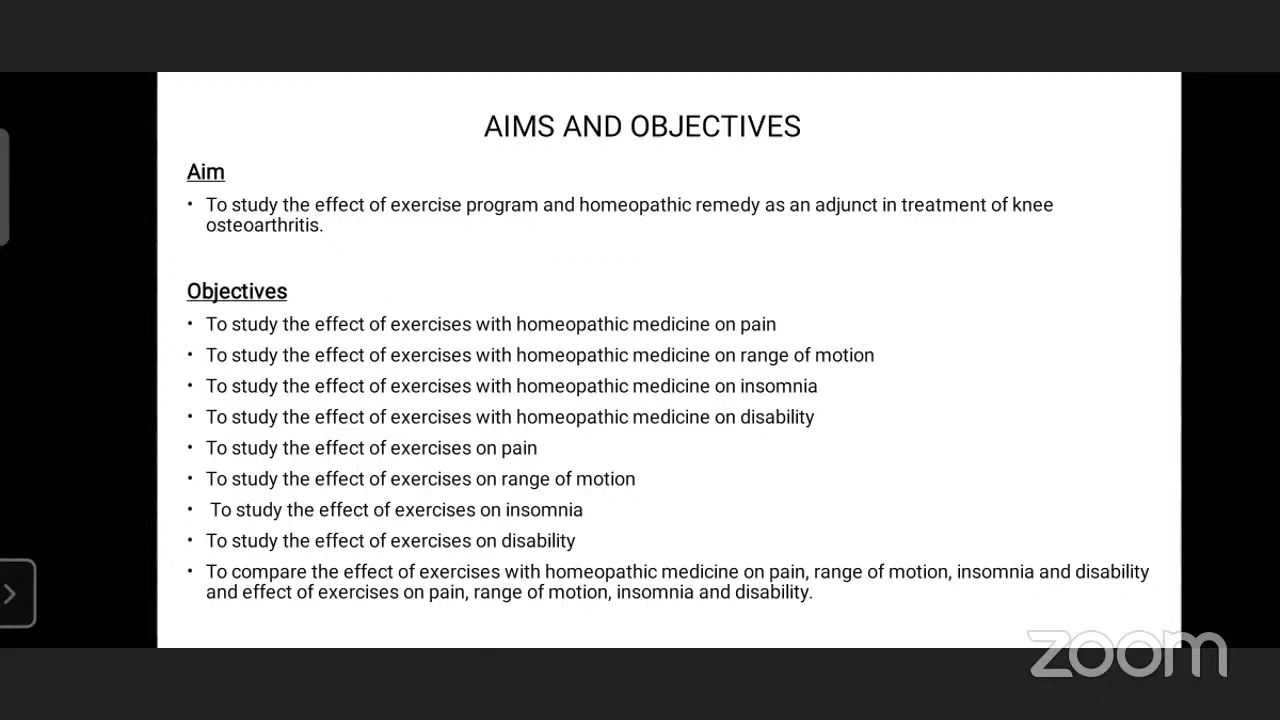 AIMS AND OBJECTIVES
Aim
• To study the effect of exercise program and homeopathic remedy as an adjunct in treatment of knee
osteoarthritis.
Objectives
• To study the effect of exercises with homeopathic medicine on pain
• To study the effect of exercises with homeopathic medicine on range of motion
• To study the effect of exercises with homeopathic medicine on insomnia
• To study the effect of exercises with homeopathic medicine on disability
• To study the effect of exercises on pain
• To study the effect of exercises on range of motion
• To study the effect of exercises on insomnia
• To study the effect of exercises on disability
• To compare the effect of exercises with homeopathic medicine on pain, range of motion, insomnia and disability
and effect of exercises on pain, range of motion, insomnia and disability.
zoom